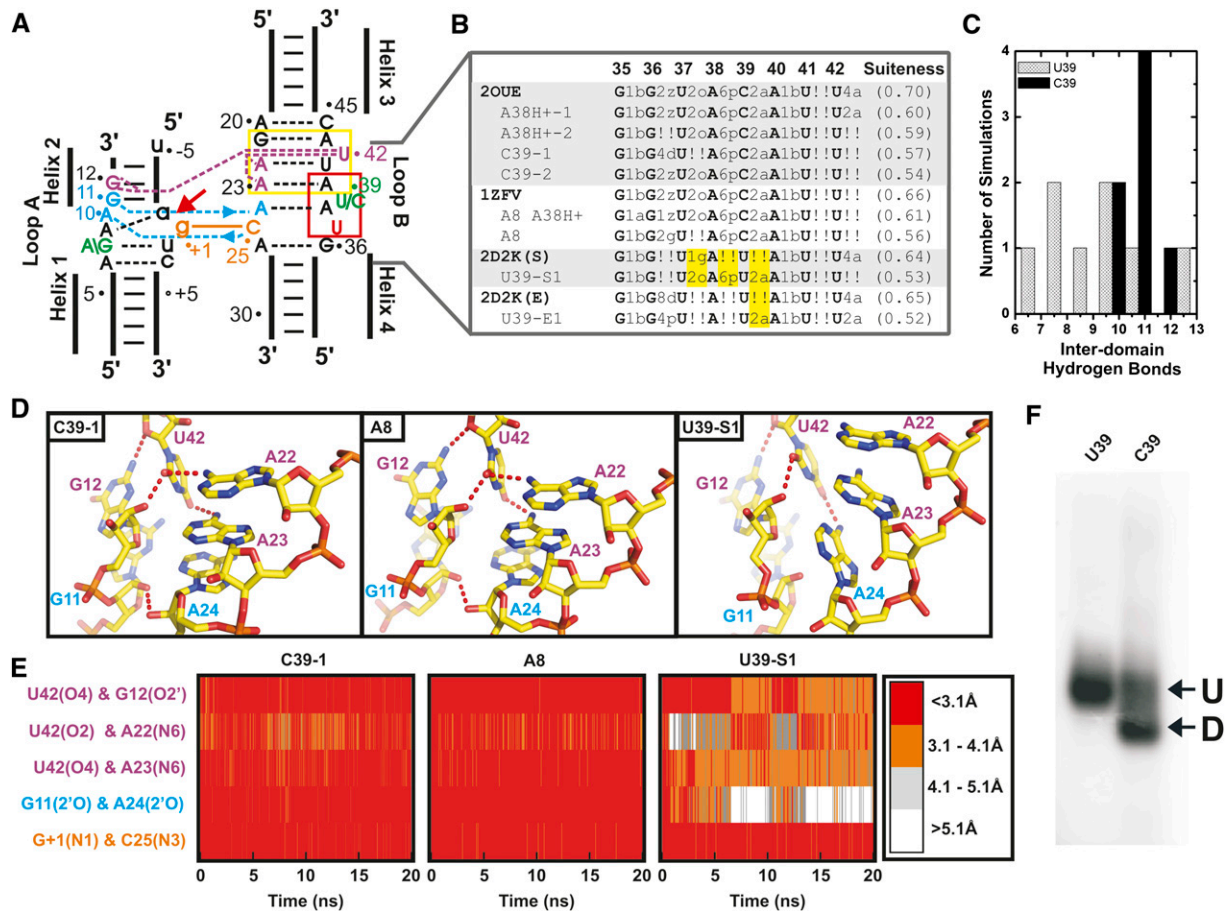 A
5' 3'
Helix 3
20 A C 45
G A
A U 42
A U
23 A A 39
U/C
A A
C U
25 A G 36
Loop B
Helix 4
30
3' 5'
Helix 2
3' 5'
u -5
12 G
11 G
10 A a
g +1
A\G u
A C
Loop A
Helix 1
5 +5
5' 3'
B
35 36 37 38 39 40 41 42 Suiteness
2OUE G1bG2zU2oA6pC2aA1bU!!U4a (0.70)
A38H+-1 G1bG2zU2oA6pC2aA1bU!!U4a (0.60)
A38H+-2 G1bG!!U2oA6pC2aA1bU!!U!! (0.59)
C39-1 G1bG4dU!!A6pC2aA1bU!!U!! (0.57)
C39-2 G1bG!!U2oA6pC2aA1bU!!U!! (0.54)
1ZFV G1bG!!U!!A6pC2aA1bU!!U!! (0.66)
A8 A38H+ G1aG1zU2oA6pC2aA1bU!!U!! (0.61)
A8 G1bG2gU!!A6pC2aA1bU!!U!! (0.56)
2D2K(S) G1bG!!U1gA!!U!!A1bU!!U4a (0.64)
U39-S1 G1bG!!U2oA6pU2aA1bU!!U!! (0.53)
2D2K(E) G1bG8dU!!A!!U!!A1bU!!U4a (0.65)
U39-E1 G1bG4pU!!A!!U2aA1bU!!U2a (0.52)
C
U39
C39
Number of Simulations
4
3
2
1
0
6 7 8 9 10 11 12 13
Inter-domain
Hydrogen Bonds
D
C39-1
U42
A22
G12
A23
G11
A24
A8
U42
A22
G12
A23
G11
A24
U39-S1
U42
A22
G12
A23
G11
A24
E
C39-1 A8 U39-S1
U42(O4) & G12(O2')
U42(O2) & A22(N6)
U42(O4) & A23(N6)
G11(2'O) & A24(2'O)
G+1(N1) & C25(N3)
0 5 10 15 20 0 5 10 15 20 0 5 10 15 20
Time (ns) Time (ns) Time (ns)
<3.1Å
3.1 - 4.1Å
4.1 - 5.1Å
>5.1Å
F
U39 C39
U
D